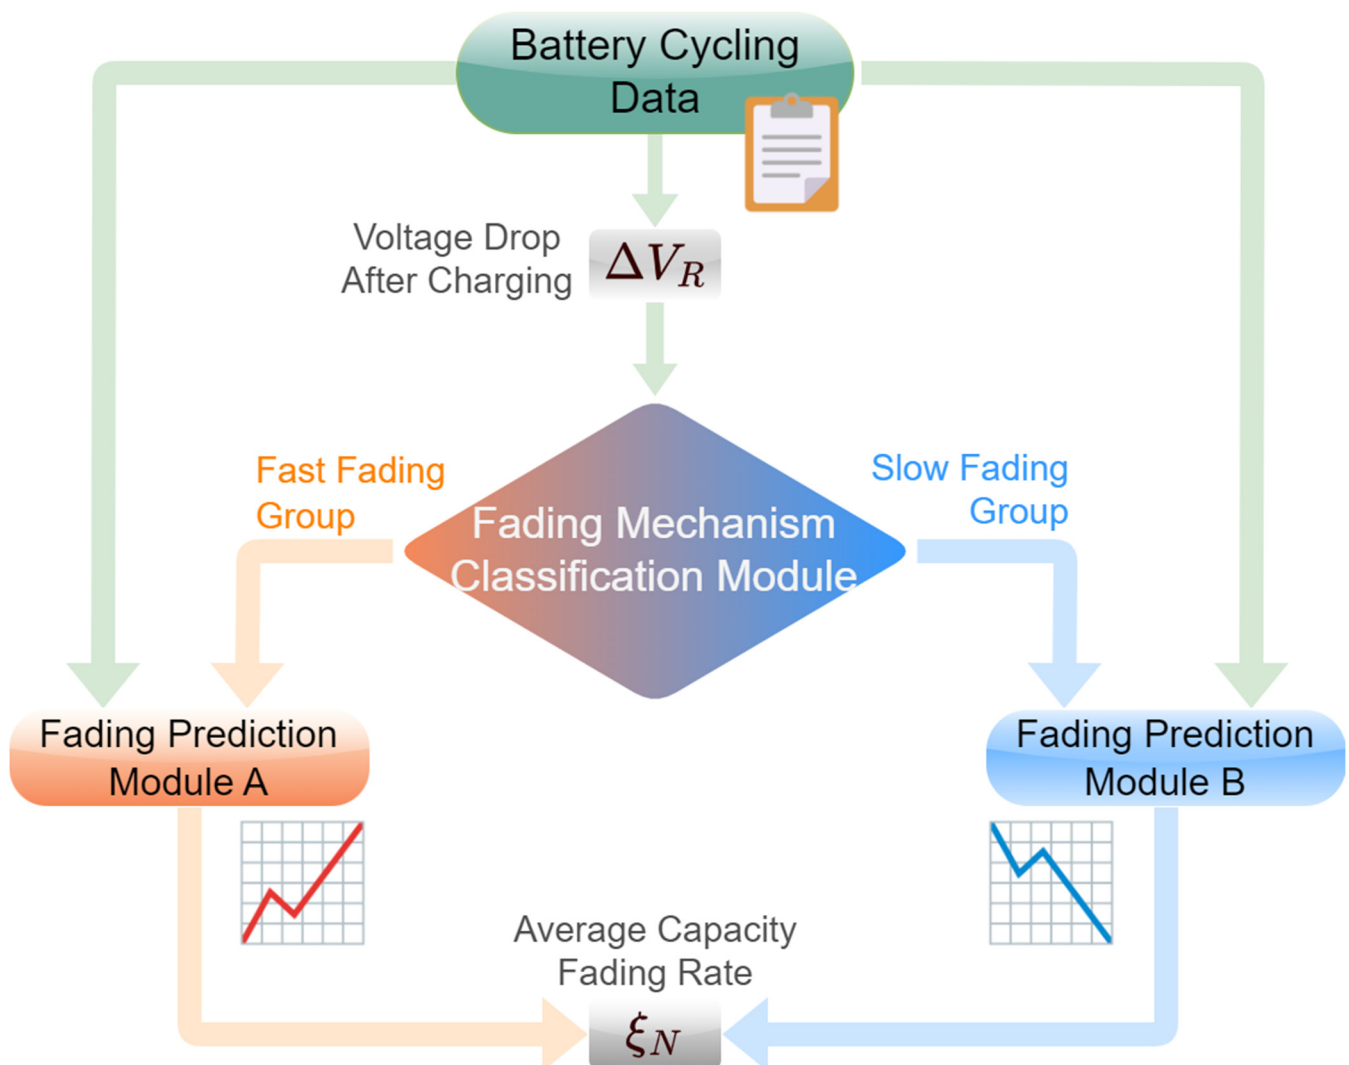 Battery Cycling
Data
Voltage Drop
After Charging
ΔV_R
Fast Fading
Group
Slow Fading
Group
Fading Mechanism
Classification Module
Fading Prediction
Module A
Fading Prediction
Module B
Average Capacity
Fading Rate
ξ_N